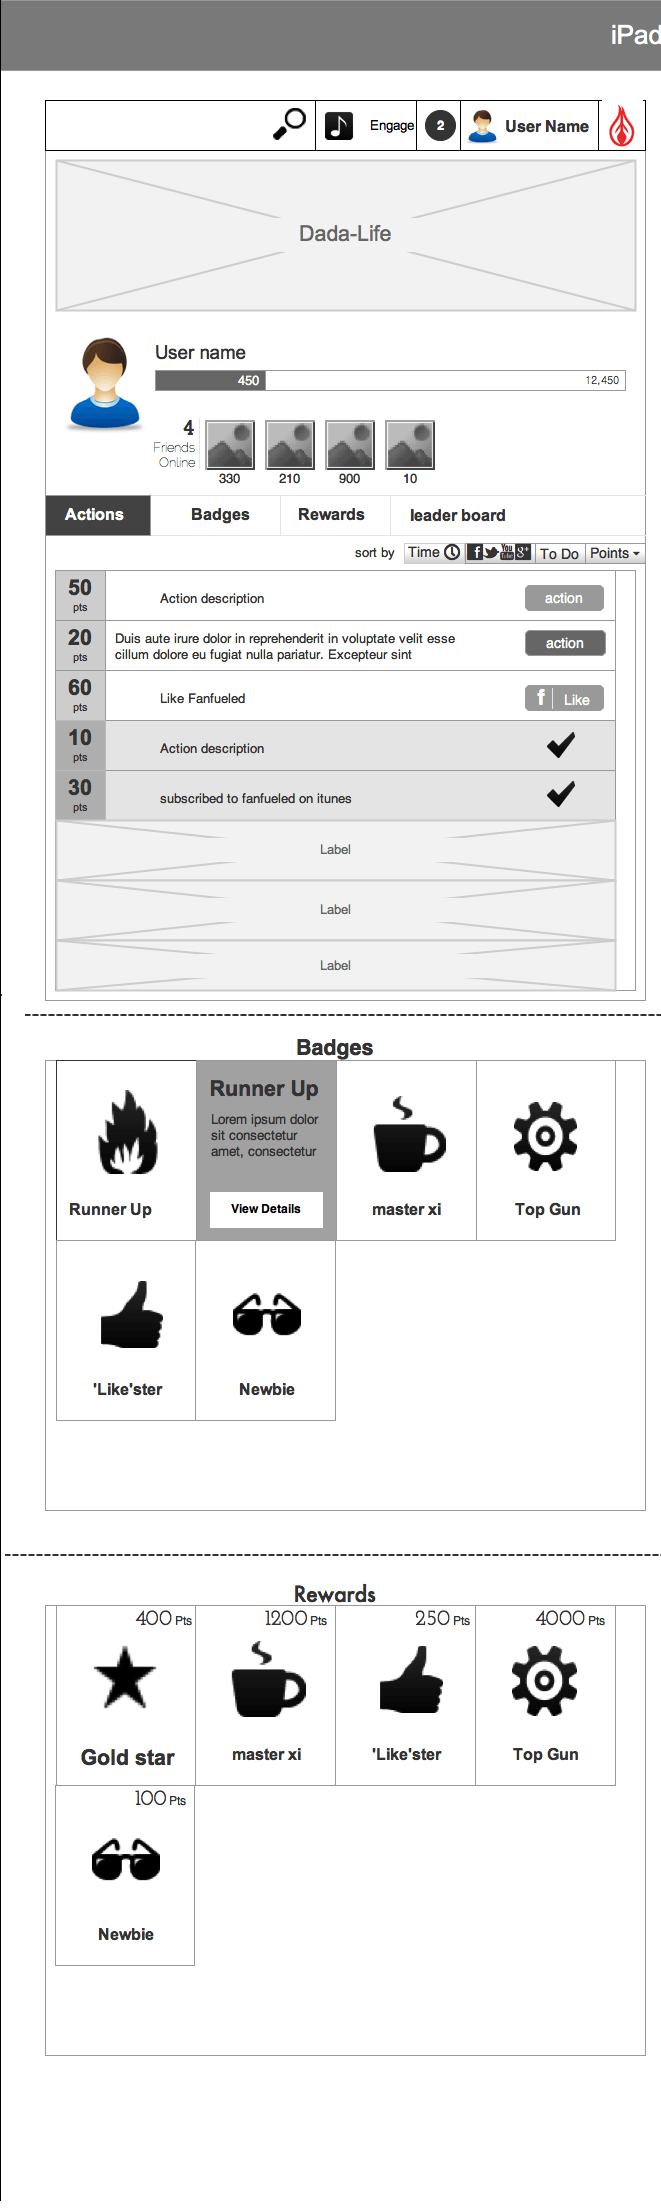 iPad
Engage
2
User Name
Dada-Life
User name
450
12,450
4
Friends
Online
330
210
900
10
Actions
Badges
Rewards
leader board
sort by
Time
f
You
Tube
g+
To Do
Points
50
pts
Action description
action
20
pts
Duis aute irure dolor in reprehenderit in voluptate velit esse
cillum dolore eu fugiat nulla pariatur. Excepteur sint
action
60
pts
Like Fanfueled
f Like
10
pts
Action description
30
pts
subscribed to fanfueled on itunes
Label
Label
Label
Badges
Runner Up
Runner Up
Lorem ipsum dolor
sit consectetur
amet, consectetur
View Details
master xi
Top Gun
'Like'ster
Newbie
Rewards
400 Pts
1200 Pts
250 Pts
4000 Pts
Gold star
master xi
'Like'ster
Top Gun
100 Pts
Newbie